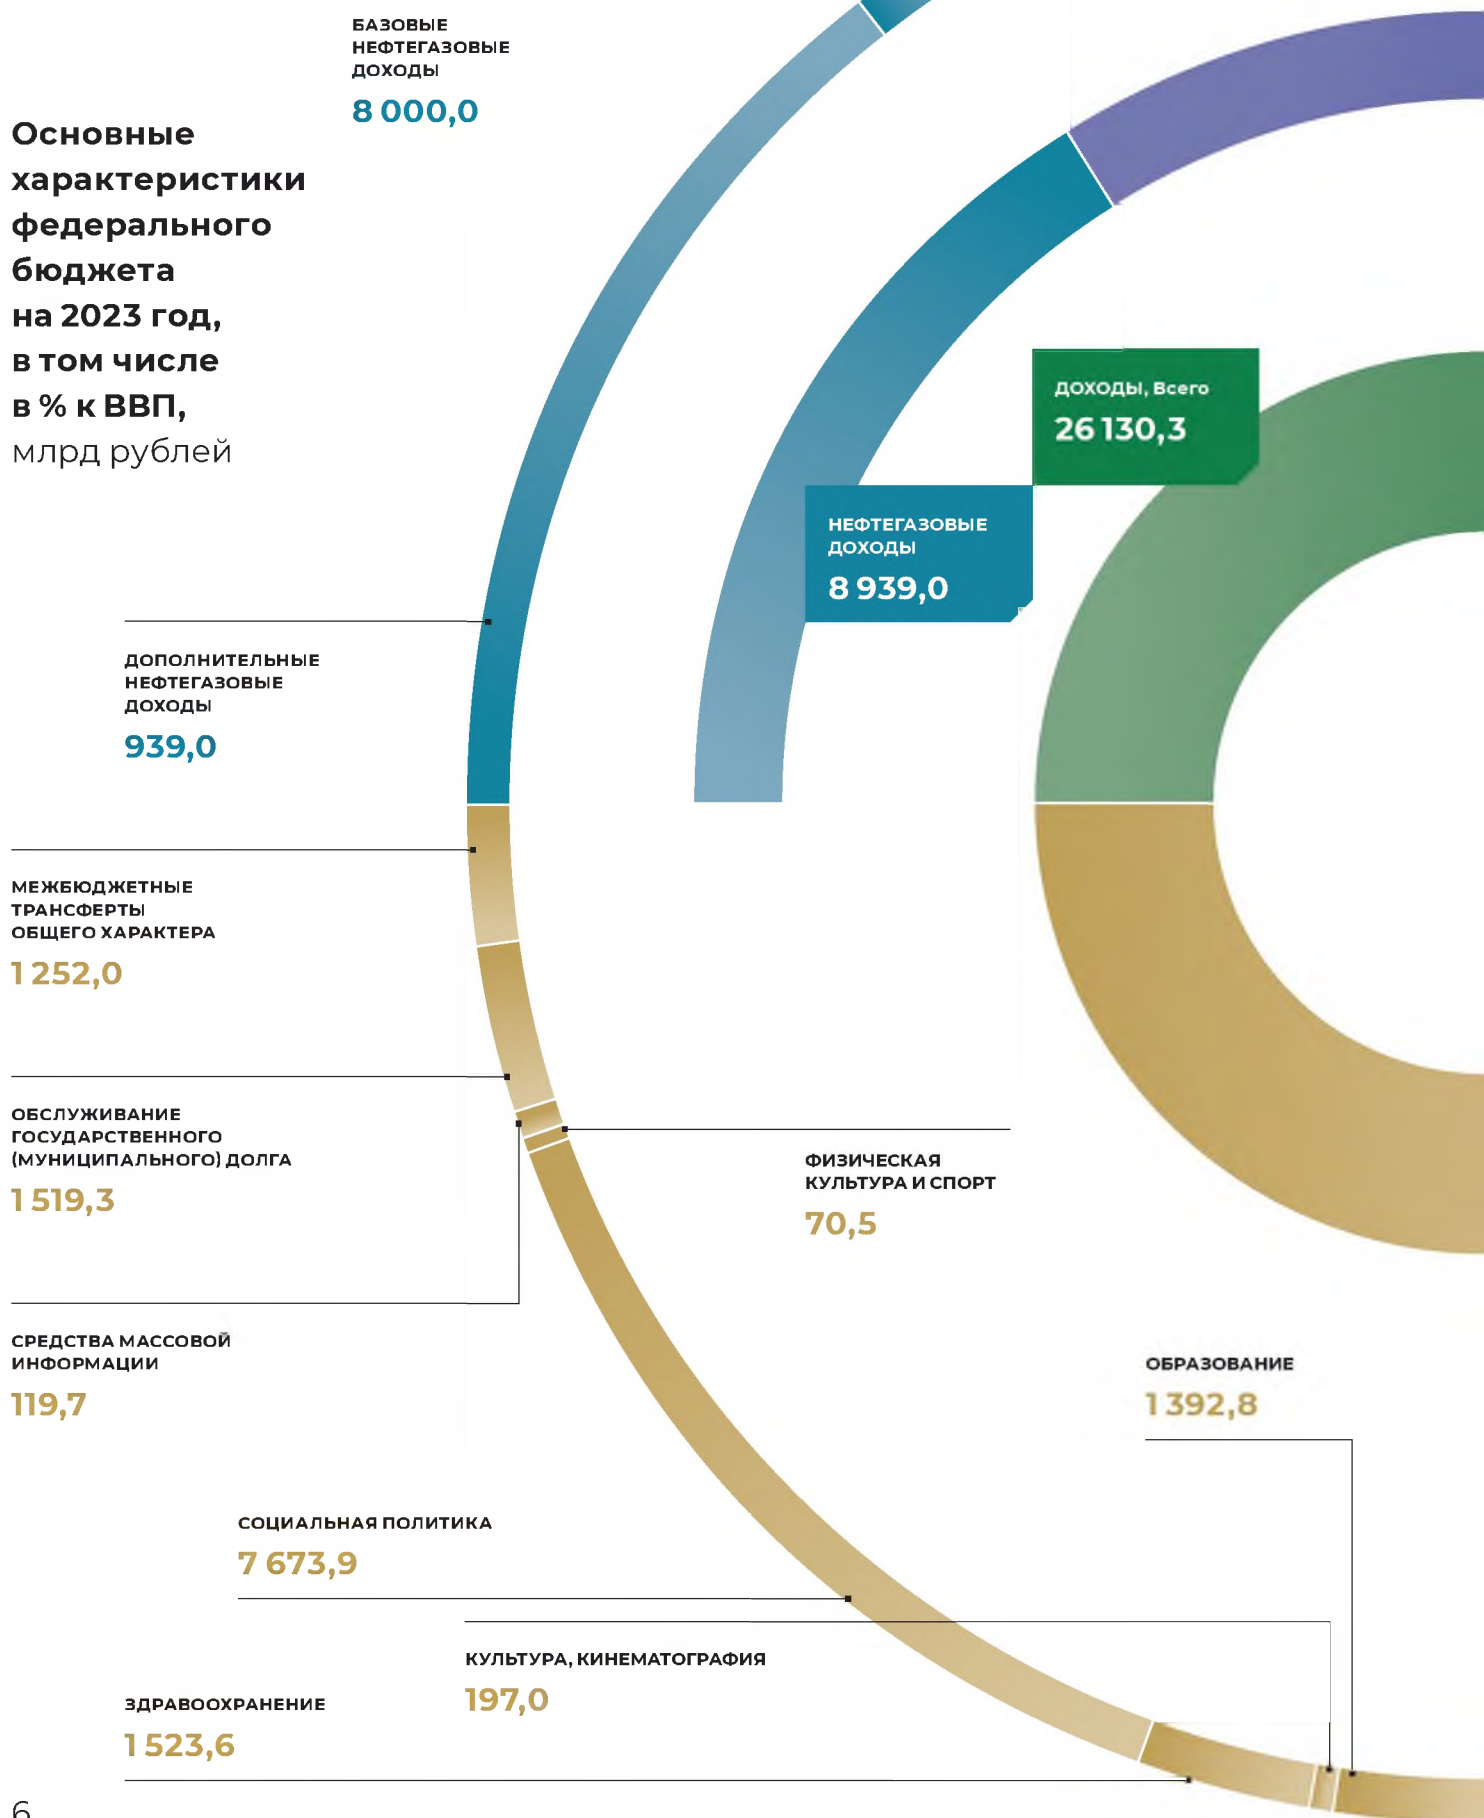 БАЗОВЫЕ
НЕФТЕГАЗОВЫЕ
ДОХОДЫ
8 000,0
Основные
характеристики
федерального
бюджета
на 2023 год,
в том числе
в % к ВВП,
млрд рублей
ДОХОДЫ, Всего
26 130,3
НЕФТЕГАЗОВЫЕ
ДОХОДЫ
8 939,0
ДОПОЛНИТЕЛЬНЫЕ
НЕФТЕГАЗОВЫЕ
ДОХОДЫ
939,0
МЕЖБЮДЖЕТНЫЕ
ТРАНСФЕРТЫ
ОБЩЕГО ХАРАКТЕРА
1 252,0
ОБСЛУЖИВАНИЕ
ГОСУДАРСТВЕННОГО
(МУНИЦИПАЛЬНОГО) ДОЛГА
1 519,3
ФИЗИЧЕСКАЯ
КУЛЬТУРА И СПОРТ
70,5
СРЕДСТВА МАССОВОЙ
ИНФОРМАЦИИ
119,7
ОБРАЗОВАНИЕ
1 392,8
СОЦИАЛЬНАЯ ПОЛИТИКА
7 673,9
КУЛЬТУРА, КИНЕМАТОГРАФИЯ
197,0
ЗДРАВООХРАНЕНИЕ
1 523,6
6